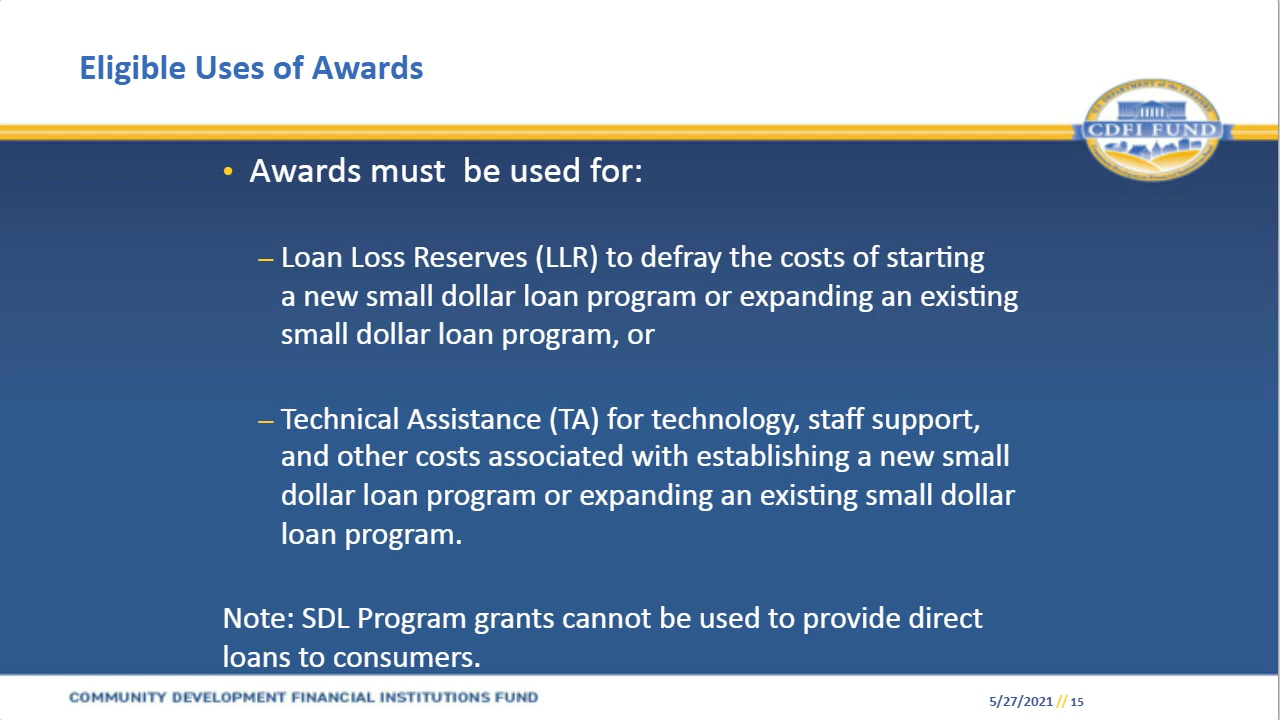 Eligible Uses of Awards
U.S. DEPARTMENT of the TREASURY
CDFI FUND
• Awards must  be used for:
– Loan Loss Reserves (LLR) to defray the costs of starting
a new small dollar loan program or expanding an existing
small dollar loan program, or
– Technical Assistance (TA) for technology, staff support,
and other costs associated with establishing a new small
dollar loan program or expanding an existing small dollar
loan program.
Note: SDL Program grants cannot be used to provide direct
loans to consumers.
COMMUNITY DEVELOPMENT FINANCIAL INSTITUTIONS FUND
5/27/2021 // 15